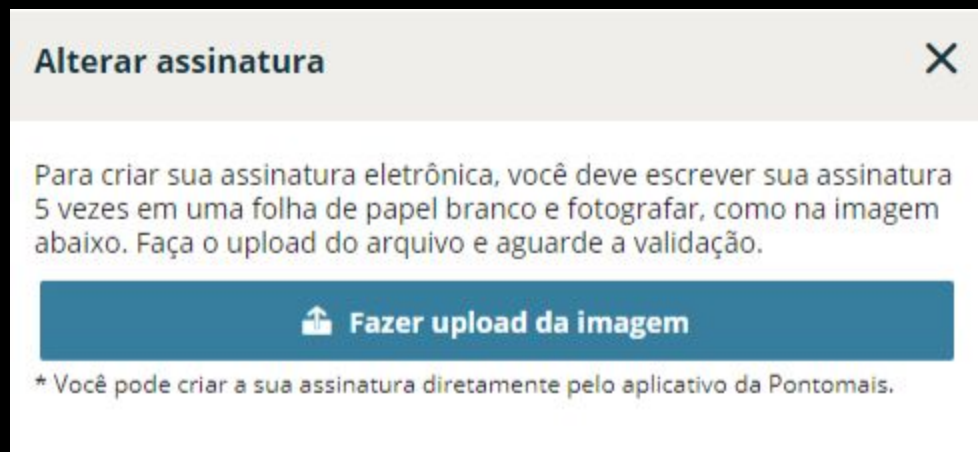 Alterar assinatura
Para criar sua assinatura eletrônica, você deve escrever sua assinatura
5 vezes em uma folha de papel branco e fotografar, como na imagem
abaixo. Faça o upload do arquivo e aguarde a validação.
Fazer upload da imagem
* Você pode criar a sua assinatura diretamente pelo aplicativo da Pontomais.